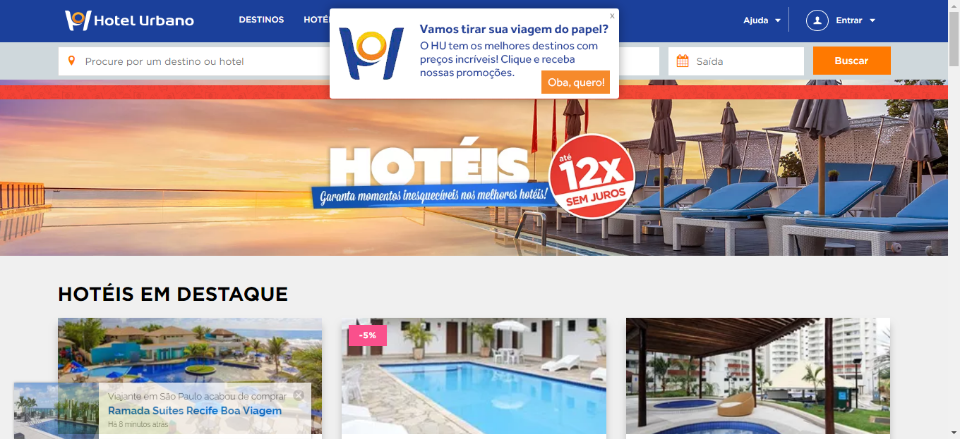 Hotel Urbano
DESTINOS
Ajuda
Entrar
x
Vamos tirar sua viagem do papel?
O HU tem os melhores destinos com
preços incríveis! Clique e receba
nossas promoções.
Oba, quero!
Procure por um destino ou hotel
Saída
Buscar
HOTÉIS
Garanta momentos inesquecíveis nos melhores hotéis!
até
12x
SEM JUROS
HOTÉIS EM DESTAQUE
-5%
Viajante em São Paulo acabou de comprar
Ramada Suítes Recife Boa Viagem
Há 8 minutos atrás